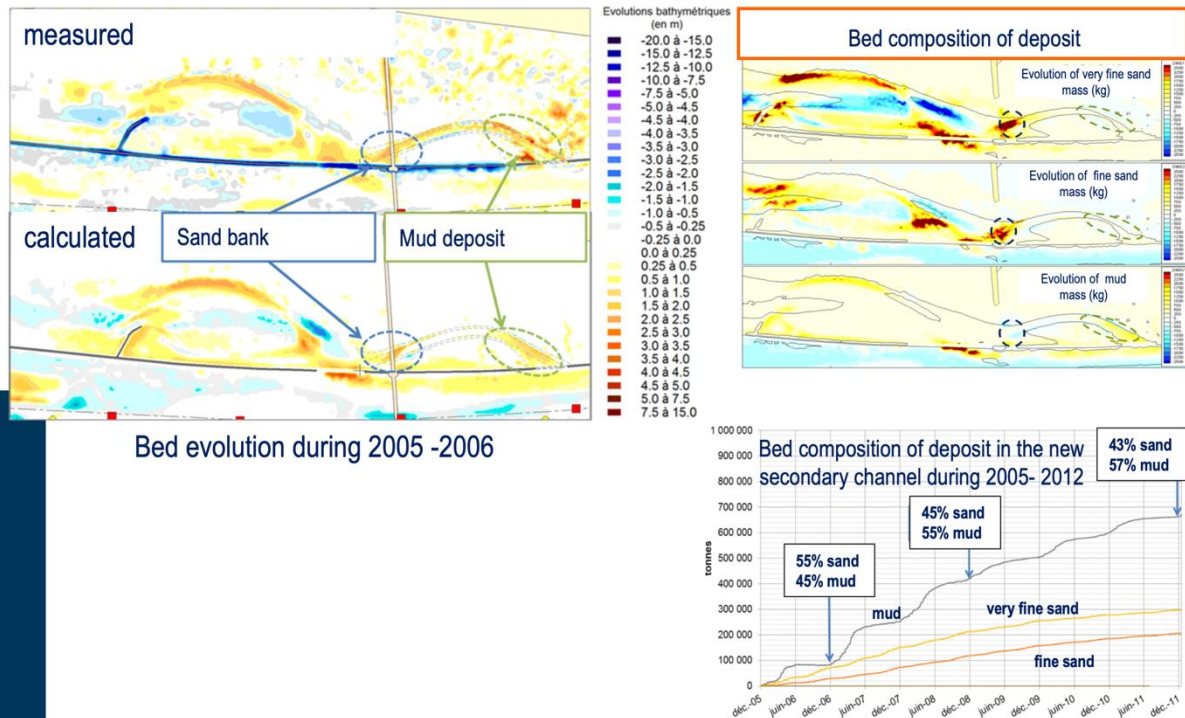 measured
calculated
Sand bank
Mud deposit
Bed evolution during 2005 -2006
Evolutions bathymétriques
(en m)
-20.0 à -15.0
-15.0 à -12.5
-12.5 à -10.0
-10.0 à -7.5
-7.5 à -5.0
-5.0 à -4.5
-4.5 à -4.0
-4.0 à -3.5
-3.5 à -3.0
-3.0 à -2.5
-2.5 à -2.0
-2.0 à -1.5
-1.5 à -1.0
-1.0 à -0.5
-0.5 à -0.25
-0.25 à 0.0
0.0 à 0.25
0.25 à 0.5
0.5 à 1.0
1.0 à 1.5
1.5 à 2.0
2.0 à 2.5
2.5 à 3.0
3.0 à 3.5
3.5 à 4.0
4.0 à 4.5
4.5 à 5.0
5.0 à 7.5
7.5 à 15.0
Bed composition of deposit
Evolution of very fine sand
mass (kg)
Evolution of fine sand
mass (kg)
Evolution of mud
mass (kg)
Bed composition of deposit in the new
secondary channel during 2005- 2012
tonnes
1 000 000
900 000
800 000
700 000
600 000
500 000
400 000
300 000
200 000
100 000
0
55% sand
45% mud
45% sand
55% mud
43% sand
57% mud
mud
very fine sand
fine sand
déc.-05
juin-06
déc.-06
juin-07
déc.-07
juin-08
déc.-08
juin-09
déc.-09
juin-10
déc.-10
juin-11
déc.-11